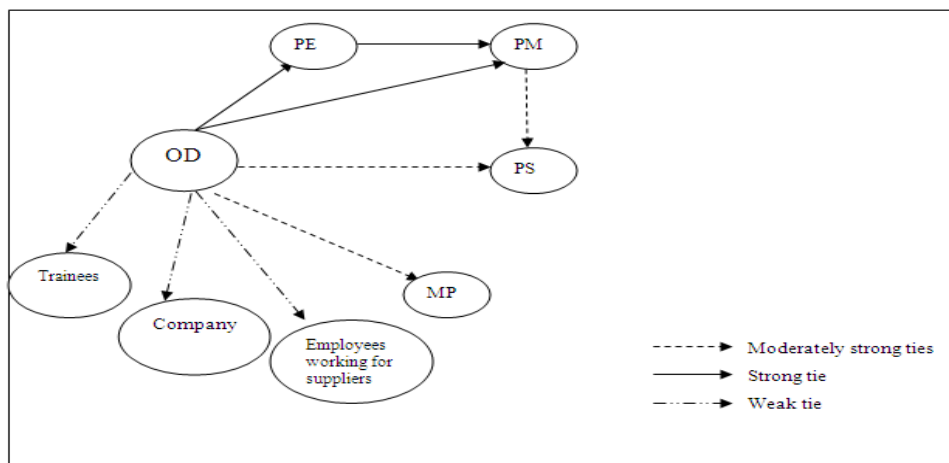 PE
PM
OD
PS
Trainees
MP
Company
Employees
working for
suppliers
Moderately strong ties
Strong tie
Weak tie